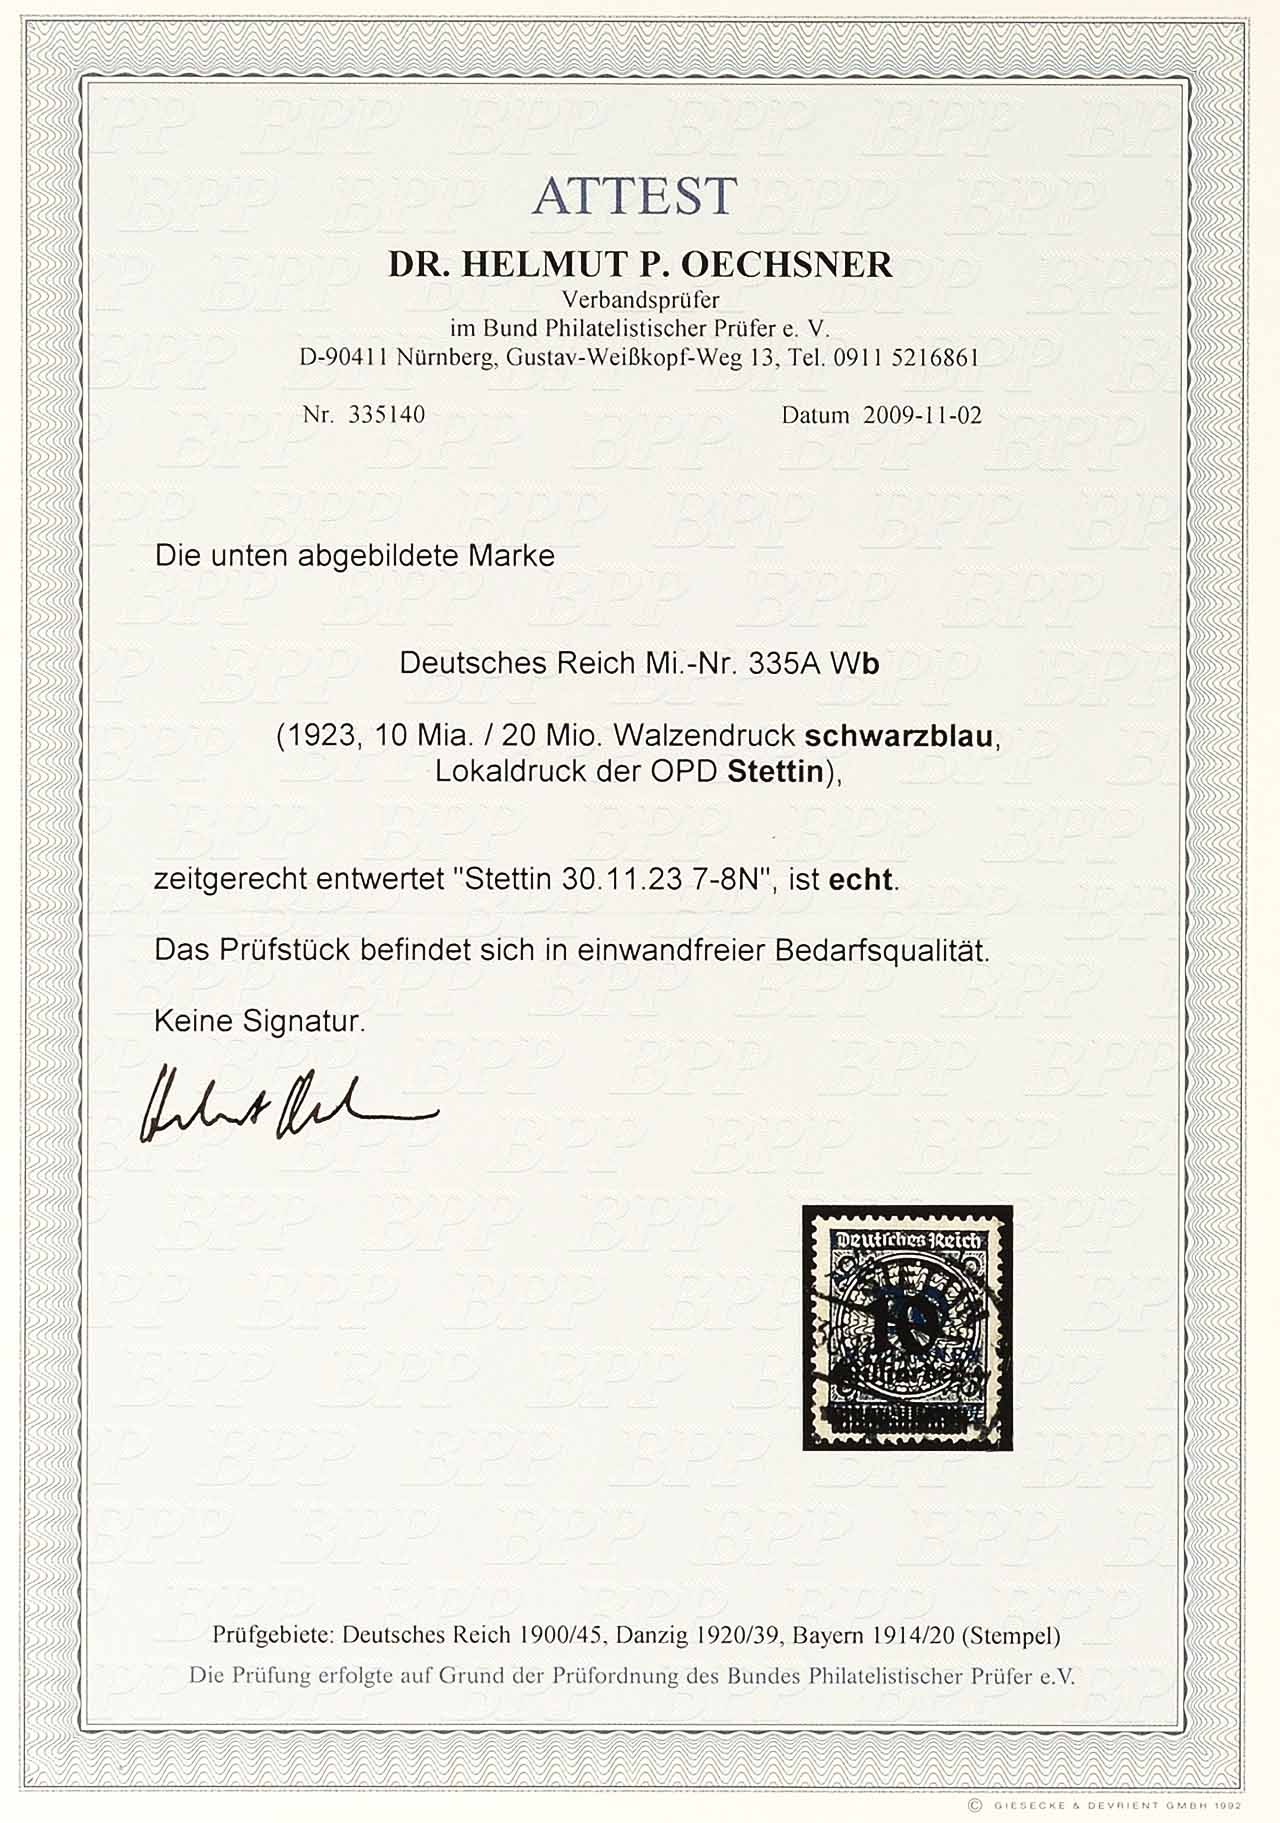 ATTEST
DR. HELMUT P. OECHSNER
Verbandsprüfer
im Bund Philatelistischer Prüfer e. V.
D-90411 Nürnberg, Gustav-Weißkopf-Weg 13, Tel. 0911 5216861
Nr. 335140 Datum 2009-11-02
Die unten abgebildete Marke
Deutsches Reich Mi.-Nr. 335A Wb
(1923, 10 Mia. / 20 Mio. Walzendruck schwarzblau,
Lokaldruck der OPD Stettin),
zeitgerecht entwertet "Stettin 30.11.23 7-8N", ist echt.
Das Prüfstück befindet sich in einwandfreier Bedarfsqualität.
Keine Signatur.
Deutsches Reich
10
Prüfgebiete: Deutsches Reich 1900/45, Danzig 1920/39, Bayern 1914/20 (Stempel)
Die Prüfung erfolgte auf Grund der Prüfordnung des Bundes Philatelistischer Prüfer e.V.
© GIESECKE & DEVRIENT GMBH 1992